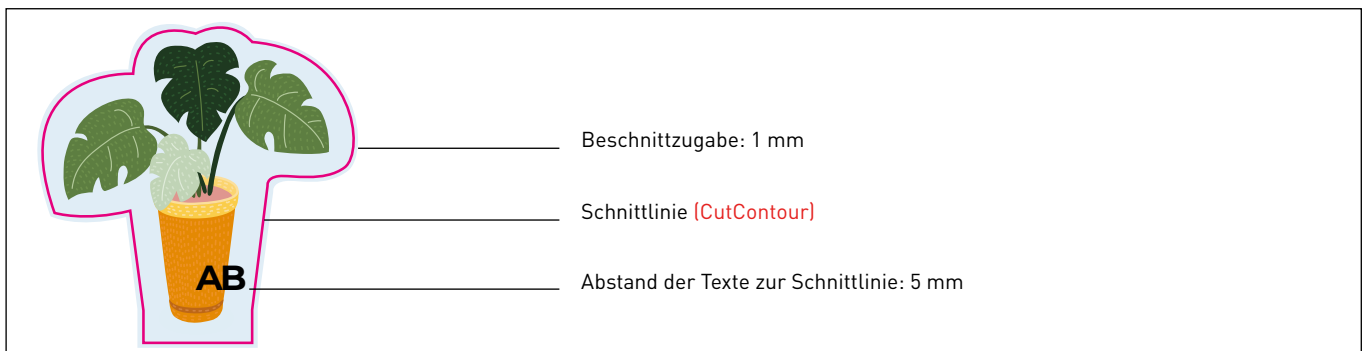 Beschnittzugabe: 1 mm
Schnittlinie (CutContour)
AB
Abstand der Texte zur Schnittlinie: 5 mm